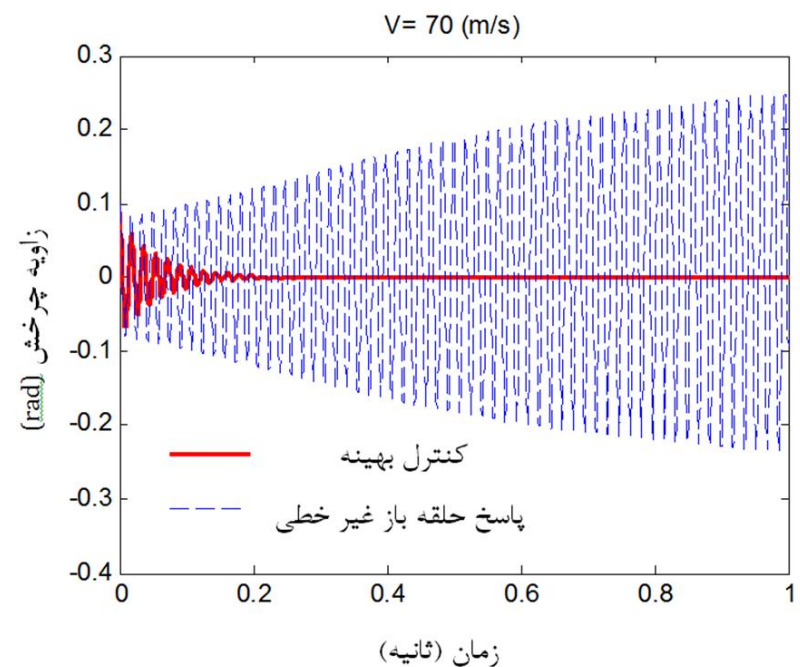 V= 70 (m/s)
0.3
0.2
0.1
0
-0.1
-0.2
-0.3
-0.4
زاویه چرخش (rad)
کنترل بهینه
پاسخ حلقه باز غیر خطی
0 0.2 0.4 0.6 0.8 1
زمان (ثانیه)